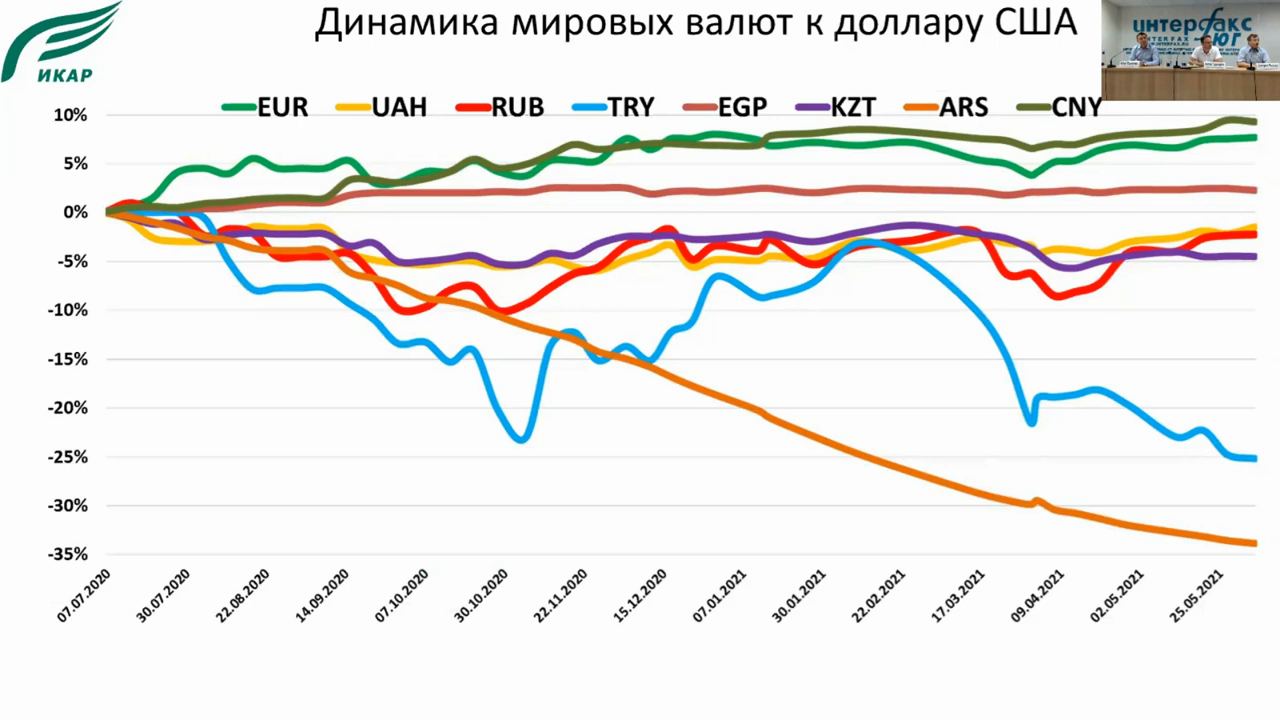 Динамика мировых валют к доллару США
ИКАР
интерфакс
ЮГ
EUR UAH RUB TRY EGP KZT ARS CNY
10%
5%
0%
-5%
-10%
-15%
-20%
-25%
-30%
-35%
07.07.2020 30.07.2020 22.08.2020 14.09.2020 07.10.2020 30.10.2020 22.11.2020 15.12.2020 07.01.2021 30.01.2021 22.02.2021 17.03.2021 09.04.2021 02.05.2021 25.05.2021